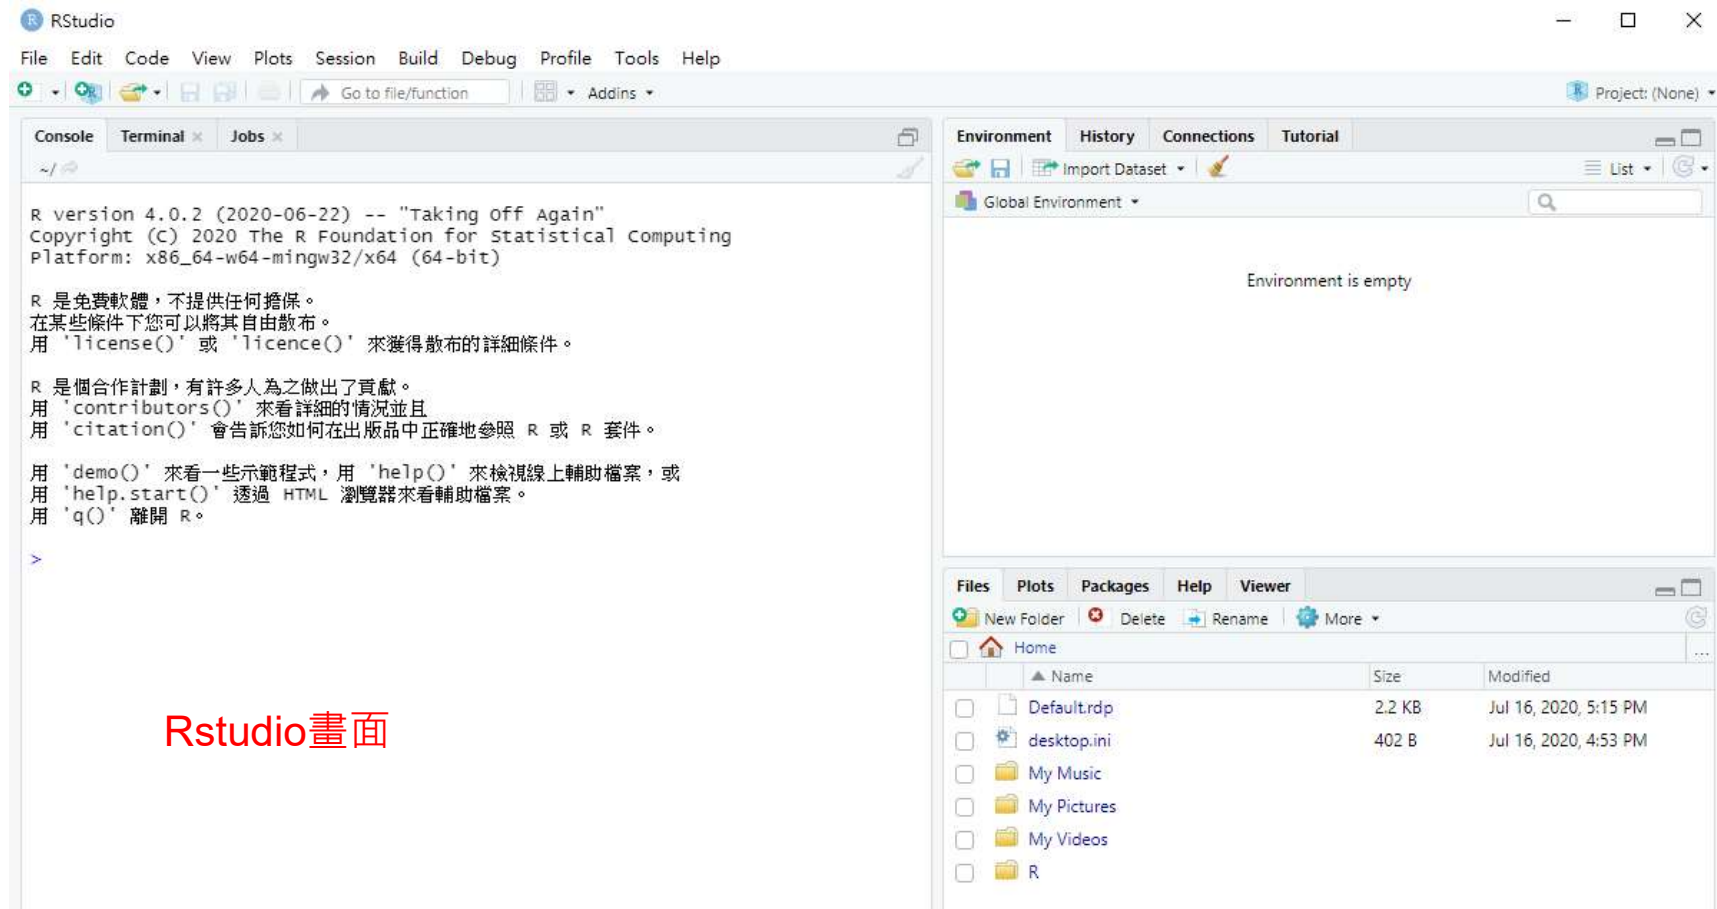 RStudio
File Edit Code View Plots Session Build Debug Profile Tools Help
Go to file/function Addins Project: (None)
Console Terminal Jobs
~/
R version 4.0.2 (2020-06-22) -- "Taking Off Again"
Copyright (C) 2020 The R Foundation for Statistical Computing
Platform: x86_64-w64-mingw32/x64 (64-bit)
R 是免費軟體，不提供任何擔保。
在某些條件下您可以將其自由散布。
用 'license()' 或 'licence()' 來獲得散布的詳細條件。
R 是個合作計劃，有許多人為之做出了貢獻。
用 'contributors()' 來看詳細的情況並且
用 'citation()' 會告訴您如何在出版品中正確地參照 R 或 R 套件。
用 'demo()' 來看一些示範程式，用 'help()' 來檢視線上輔助檔案，或
用 'help.start()' 透過 HTML 瀏覽器來看輔助檔案。
用 'q()' 離開 R。
>
Rstudio畫面
Environment History Connections Tutorial
Import Dataset List
Global Environment
Environment is empty
Files Plots Packages Help Viewer
New Folder Delete Rename More
Home ...
Name Size Modified
Default.rdp 2.2 KB Jul 16, 2020, 5:15 PM
desktop.ini 402 B Jul 16, 2020, 4:53 PM
My Music
My Pictures
My Videos
R